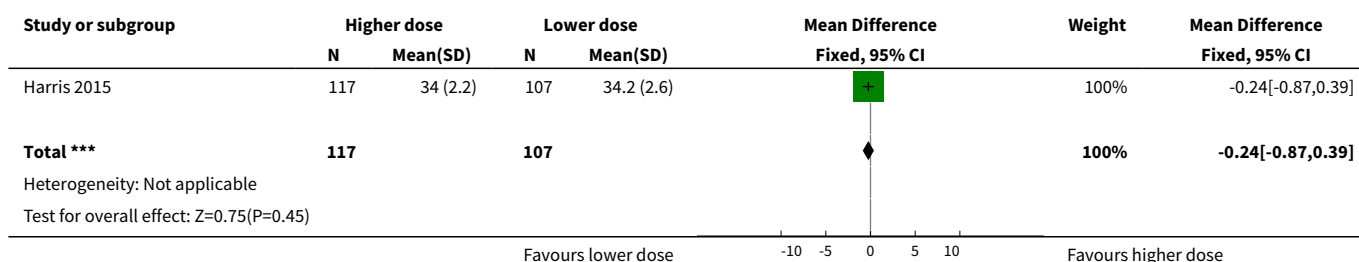 Study or subgroup Higher dose Lower dose Mean Difference Weight Mean Difference
N Mean(SD) N Mean(SD) Fixed, 95% CI Fixed, 95% CI
Harris 2015 117 34 (2.2) 107 34.2 (2.6) 100% -0.24[-0.87,0.39]
Total *** 117 107 100% -0.24[-0.87,0.39]
Heterogeneity: Not applicable
Test for overall effect: Z=0.75(P=0.45)
Favours lower dose -10 -5 0 5 10 Favours higher dose